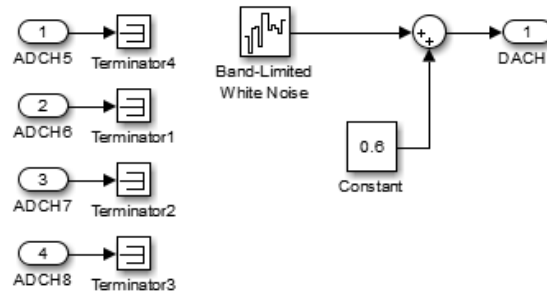 1
ADCH5
Terminator4
2
ADCH6
Terminator1
3
ADCH7
Terminator2
4
ADCH8
Terminator3
Band-Limited
White Noise
0.6
Constant
1
DACH